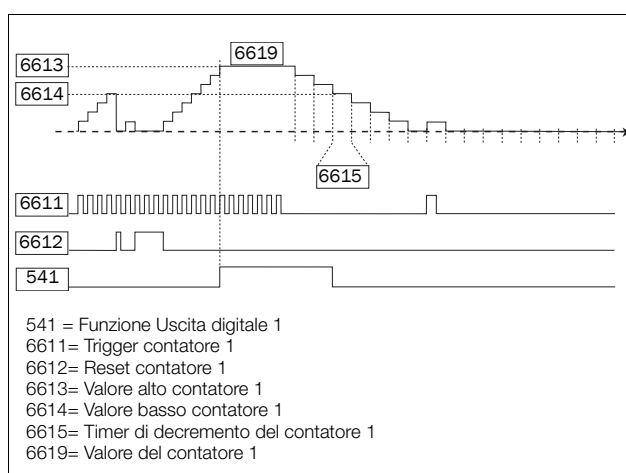 6619
6613
6614
6615
6611
6612
541
541 = Funzione Uscita digitale 1
6611= Trigger contatore 1
6612= Reset contatore 1
6613= Valore alto contatore 1
6614= Valore basso contatore 1
6615= Timer di decremento del contatore 1
6619= Valore del contatore 1